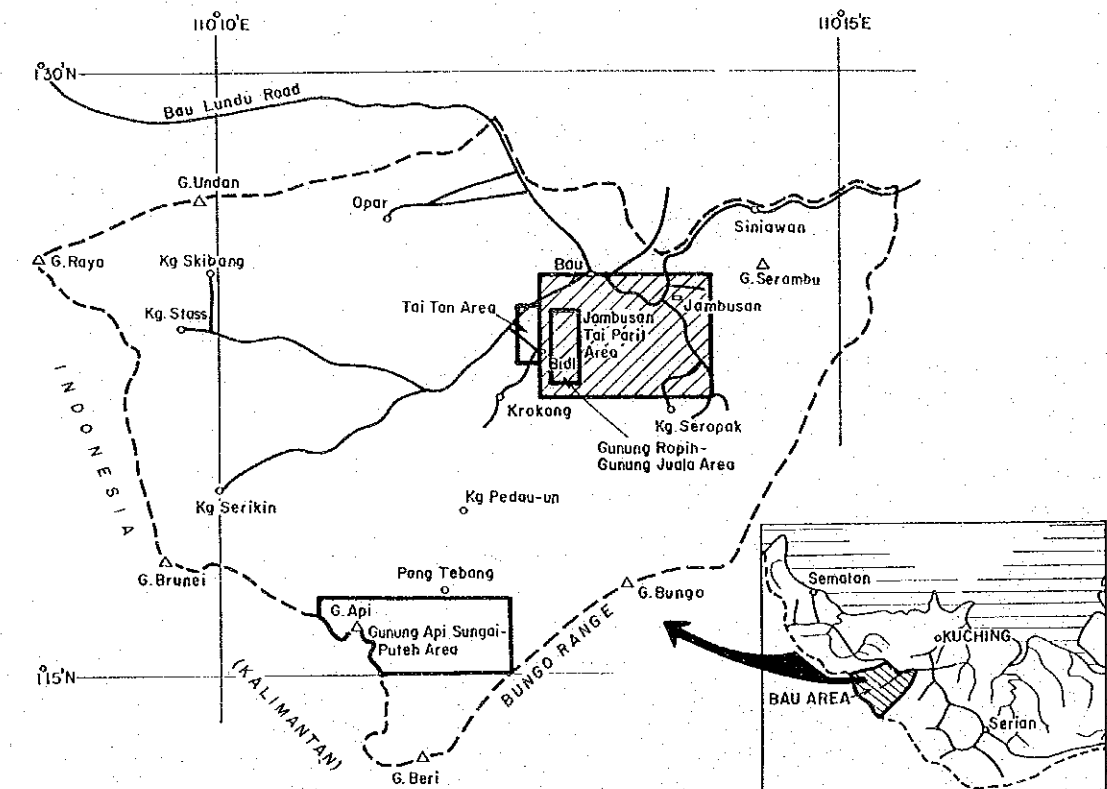 110°10'E
110°15'E
1°30'N
Bau Lundu Road
G.Undan
Opar
Siniawan
G. Raya
Kg Skibang
Bau
G. Serambu
Tai Ton Area
Jambusan
Kg. Stass
Jambusan
Tai Parit
Area
Bidi
INDONESIA
Krokong
Kg. Seropak
Gunung Ropih-
Gunung Juala Area
Kg Serikin
Kg Pedau-un
G. Brunei
Pang Tebang
G. Bungo
G. Api
Gunung Api Sungai-
Puteh Area
BUNGO RANGE
1°15'N
(KALIMANTAN)
G. Beri
Sematan
KUCHING
BAU AREA
Serian